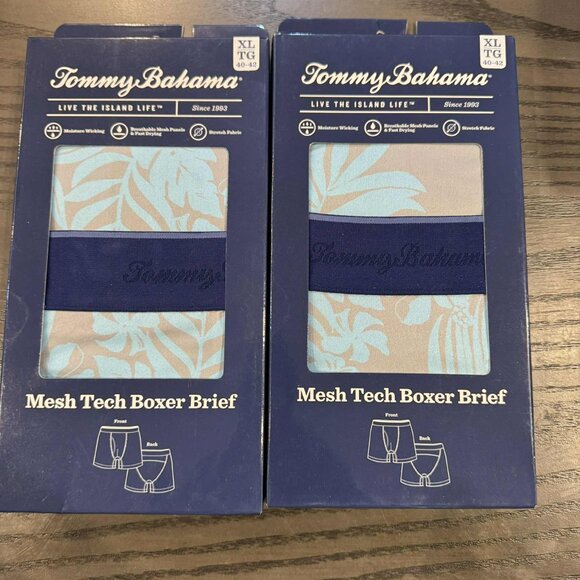 XL
TG
40-42
Tommy Bahama®
LIVE THE ISLAND LIFE™ Since 1993
Moisture Wicking
Breathable Mesh Panels
& Fast Drying
Stretch Fabric
Tommy
Mesh Tech Boxer Brief
Front
Back
XL
TG
40-42
Tommy Bahama®
LIVE THE ISLAND LIFE™ Since 1993
Moisture Wicking
Breathable Mesh Panels
& Fast Drying
Stretch Fabric
Tommy Bahama
Mesh Tech Boxer Brief
Front
Back